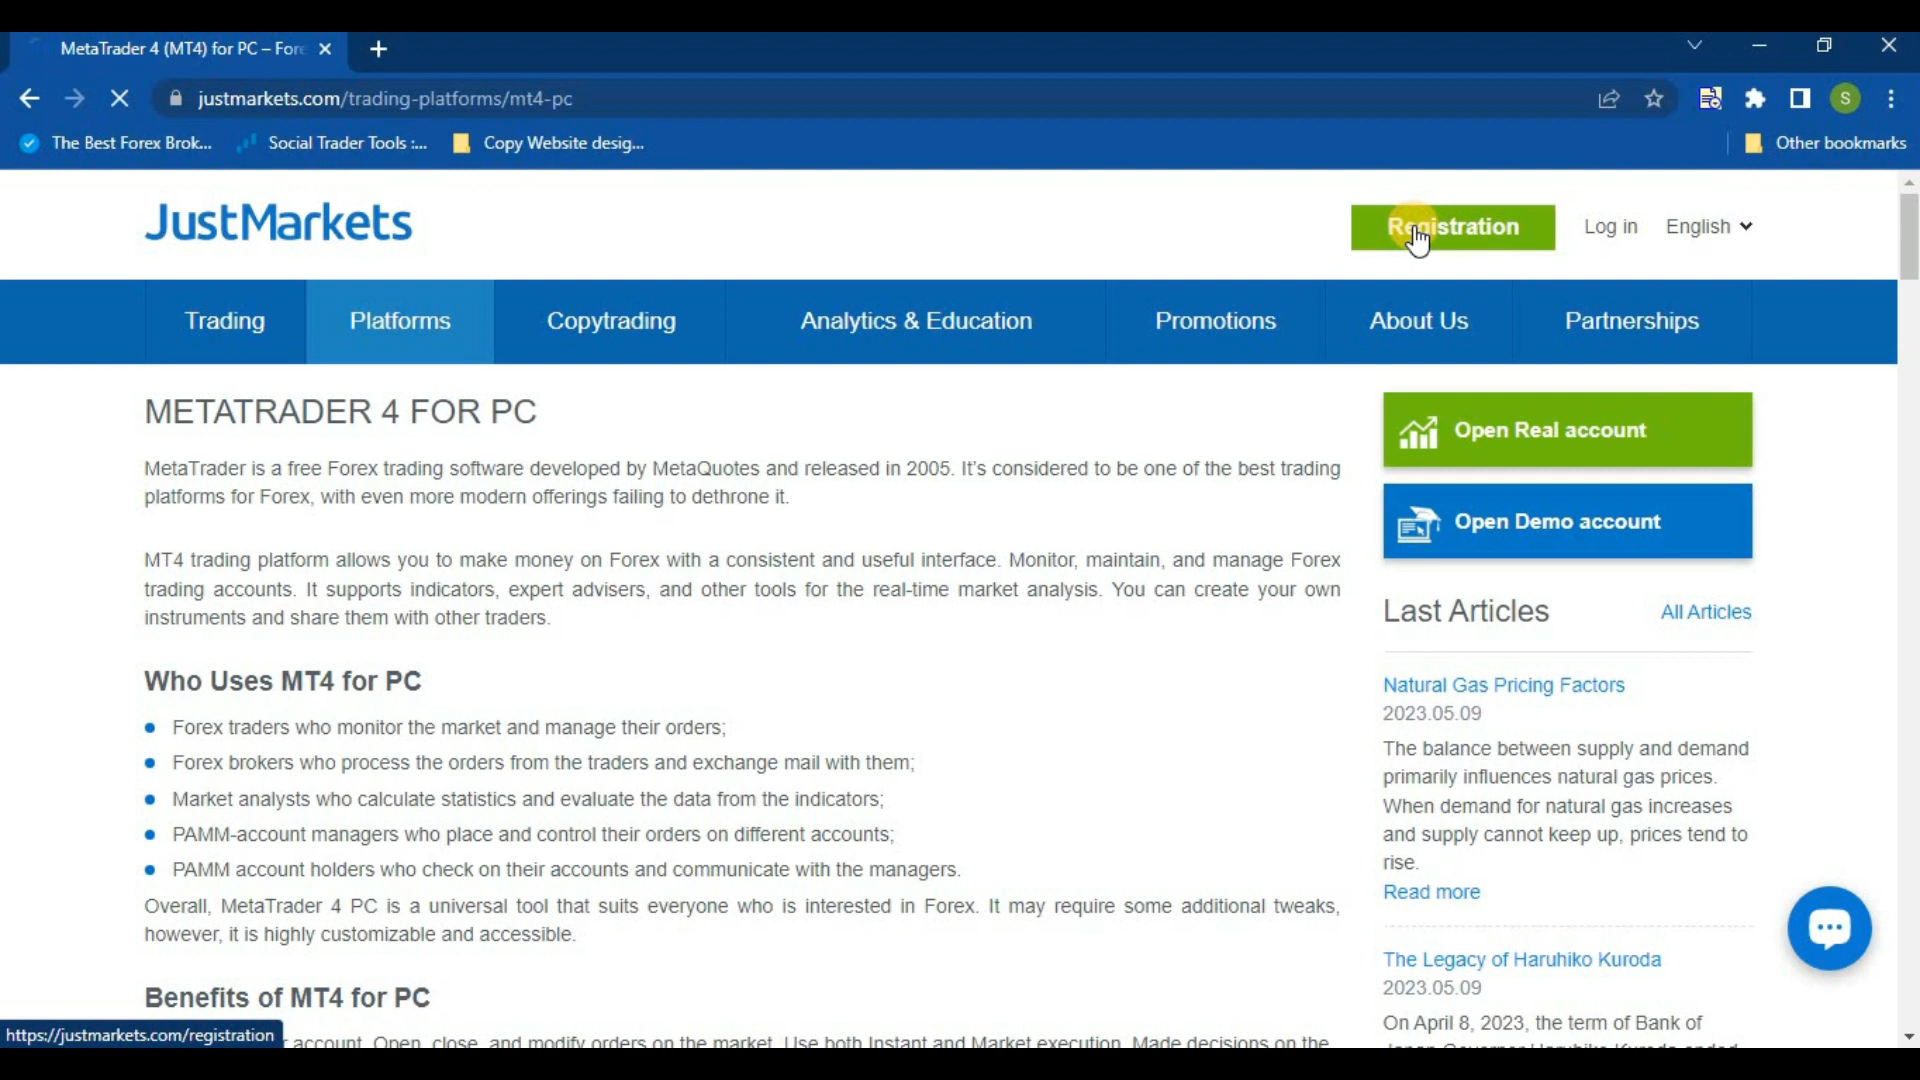 MetaTrader 4 (MT4) for PC – Fore
justmarkets.com/trading-platforms/mt4-pc
S
The Best Forex Brok...
Social Trader Tools :...
Copy Website desig...
Other bookmarks
JustMarkets
Registration
Log in
English
Trading
Platforms
Copytrading
Analytics & Education
Promotions
About Us
Partnerships
METATRADER 4 FOR PC
MetaTrader is a free Forex trading software developed by MetaQuotes and released in 2005. It's considered to be one of the best trading
platforms for Forex, with even more modern offerings failing to dethrone it.
MT4 trading platform allows you to make money on Forex with a consistent and useful interface. Monitor, maintain, and manage Forex
trading accounts. It supports indicators, expert advisers, and other tools for the real-time market analysis. You can create your own
instruments and share them with other traders.
Who Uses MT4 for PC
Forex traders who monitor the market and manage their orders;
Forex brokers who process the orders from the traders and exchange mail with them;
Market analysts who calculate statistics and evaluate the data from the indicators;
PAMM-account managers who place and control their orders on different accounts;
PAMM account holders who check on their accounts and communicate with the managers.
Overall, MetaTrader 4 PC is a universal tool that suits everyone who is interested in Forex. It may require some additional tweaks,
however, it is highly customizable and accessible.
Benefits of MT4 for PC
account. Open, close, and modify orders on the market. Use both Instant and Market execution. Made decisions on the
https://justmarkets.com/registration
Open Real account
Open Demo account
Last Articles
All Articles
Natural Gas Pricing Factors
2023.05.09
The balance between supply and demand
primarily influences natural gas prices.
When demand for natural gas increases
and supply cannot keep up, prices tend to
rise.
Read more
The Legacy of Haruhiko Kuroda
2023.05.09
On April 8, 2023, the term of Bank of
Japan Governor Haruhiko Kuroda ended